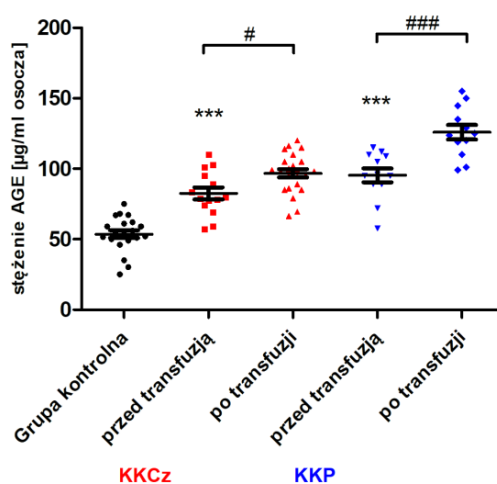 stężenie AGE [µg/ml osocza]
200
150
100
50
0
#
###
***
***
Grupa kontrolna
przed transfuzją
po transfuzji
przed transfuzją
po transfuzji
KKCz
KKP